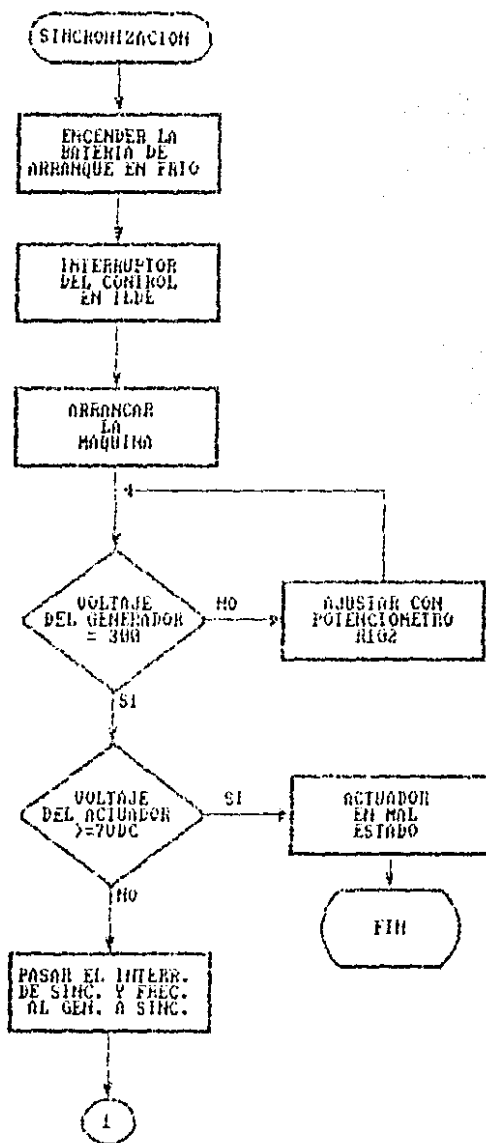 SINCRONIZACION
ENCENDER LA
BATERIA DE
ARRANQUE EN FRIO
INTERRUPTOR
DEL CONTROL
EN ILDE
ARRANCAR
LA
MAQUINA
VOLTAJE
DEL GENERADOR
= 300
NO
AJUSTAR CON
POTENCIOMETRO
R102
SI
VOLTAJE
DEL ACTUADOR
>=7VDC
SI
ACTUADOR
EN MAL
ESTADO
FIN
NO
PASAR EL INTERR.
DE SINC. Y FREC.
AL GEN. A SINC.
1